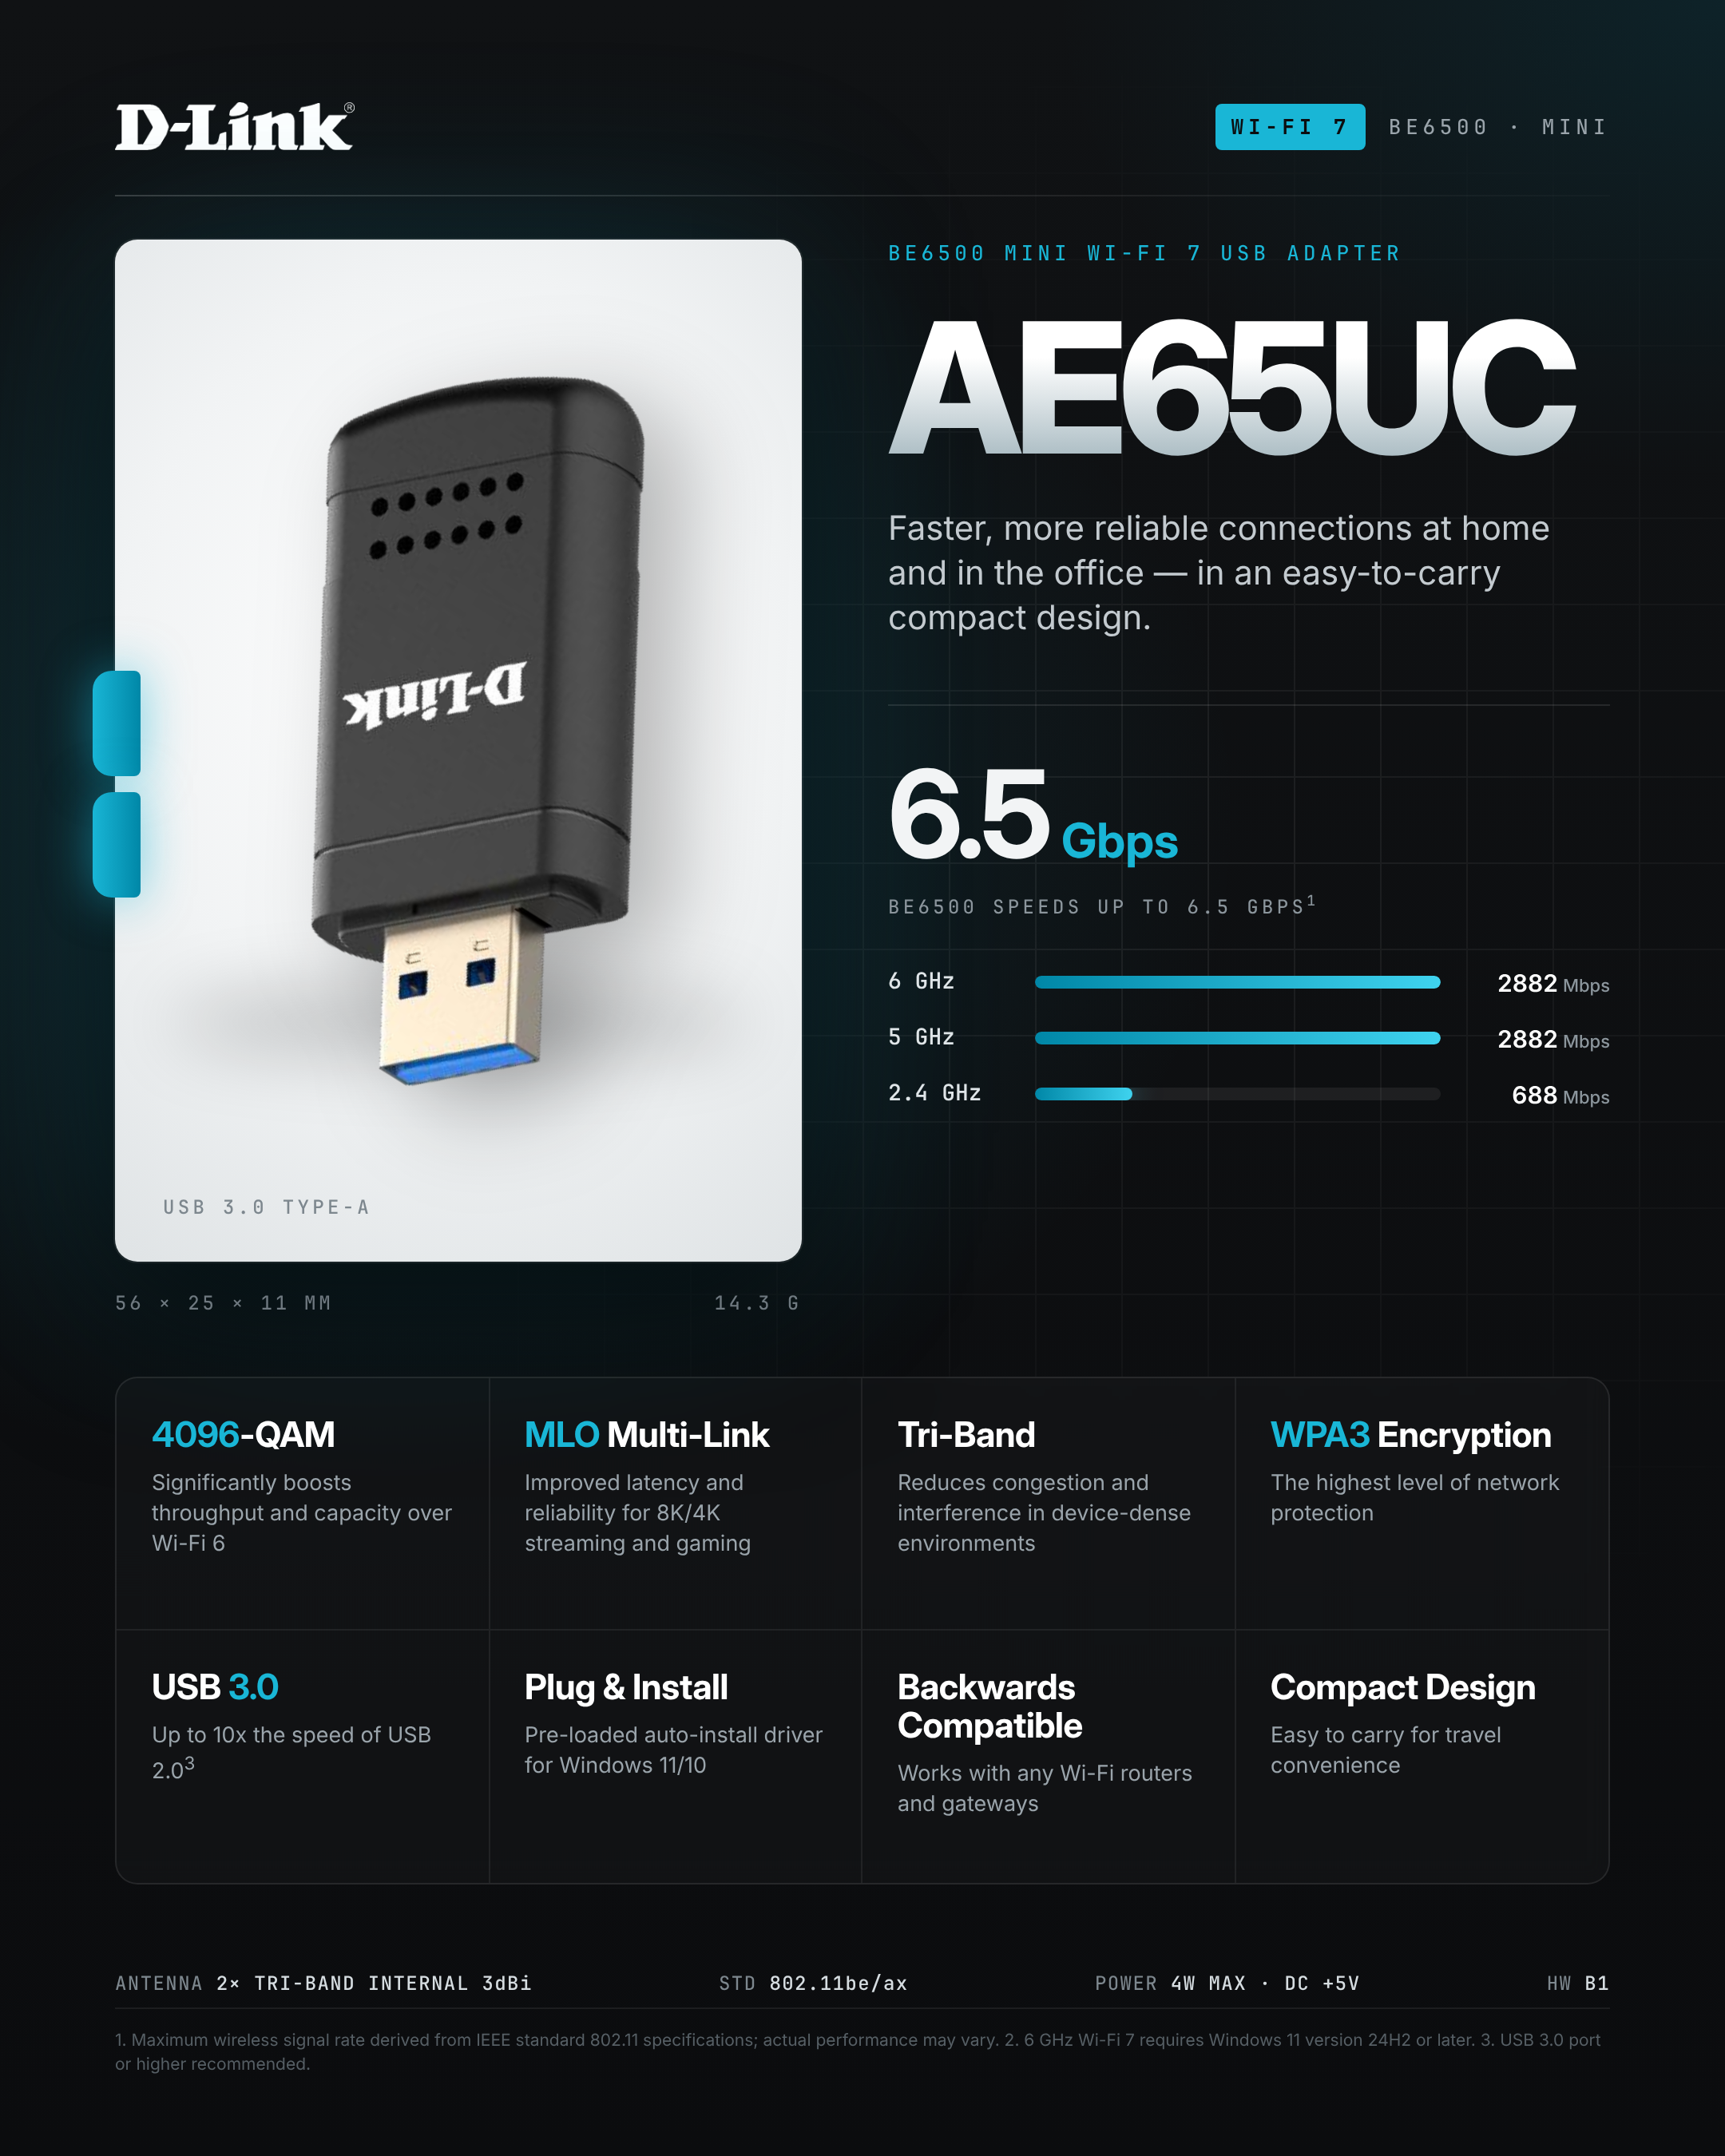 D-Link®
WI-FI 7 BE6500 · MINI
BE6500 MINI WI-FI 7 USB ADAPTER
AE65UC
Faster, more reliable connections at home
and in the office — in an easy-to-carry
compact design.
D-Link
USB 3.0 TYPE-A
56 × 25 × 11 MM
14.3 G
6.5 Gbps
BE6500 SPEEDS UP TO 6.5 GBPS1
6 GHz 2882 Mbps
5 GHz 2882 Mbps
2.4 GHz 688 Mbps
4096-QAM
Significantly boosts
throughput and capacity over
Wi-Fi 6
MLO Multi-Link
Improved latency and
reliability for 8K/4K
streaming and gaming
Tri-Band
Reduces congestion and
interference in device-dense
environments
WPA3 Encryption
The highest level of network
protection
USB 3.0
Up to 10x the speed of USB
2.03
Plug & Install
Pre-loaded auto-install driver
for Windows 11/10
Backwards
Compatible
Works with any Wi-Fi routers
and gateways
Compact Design
Easy to carry for travel
convenience
ANTENNA 2× TRI-BAND INTERNAL 3dBi STD 802.11be/ax POWER 4W MAX · DC +5V HW B1
1. Maximum wireless signal rate derived from IEEE standard 802.11 specifications; actual performance may vary. 2. 6 GHz Wi-Fi 7 requires Windows 11 version 24H2 or later. 3. USB 3.0 port
or higher recommended.